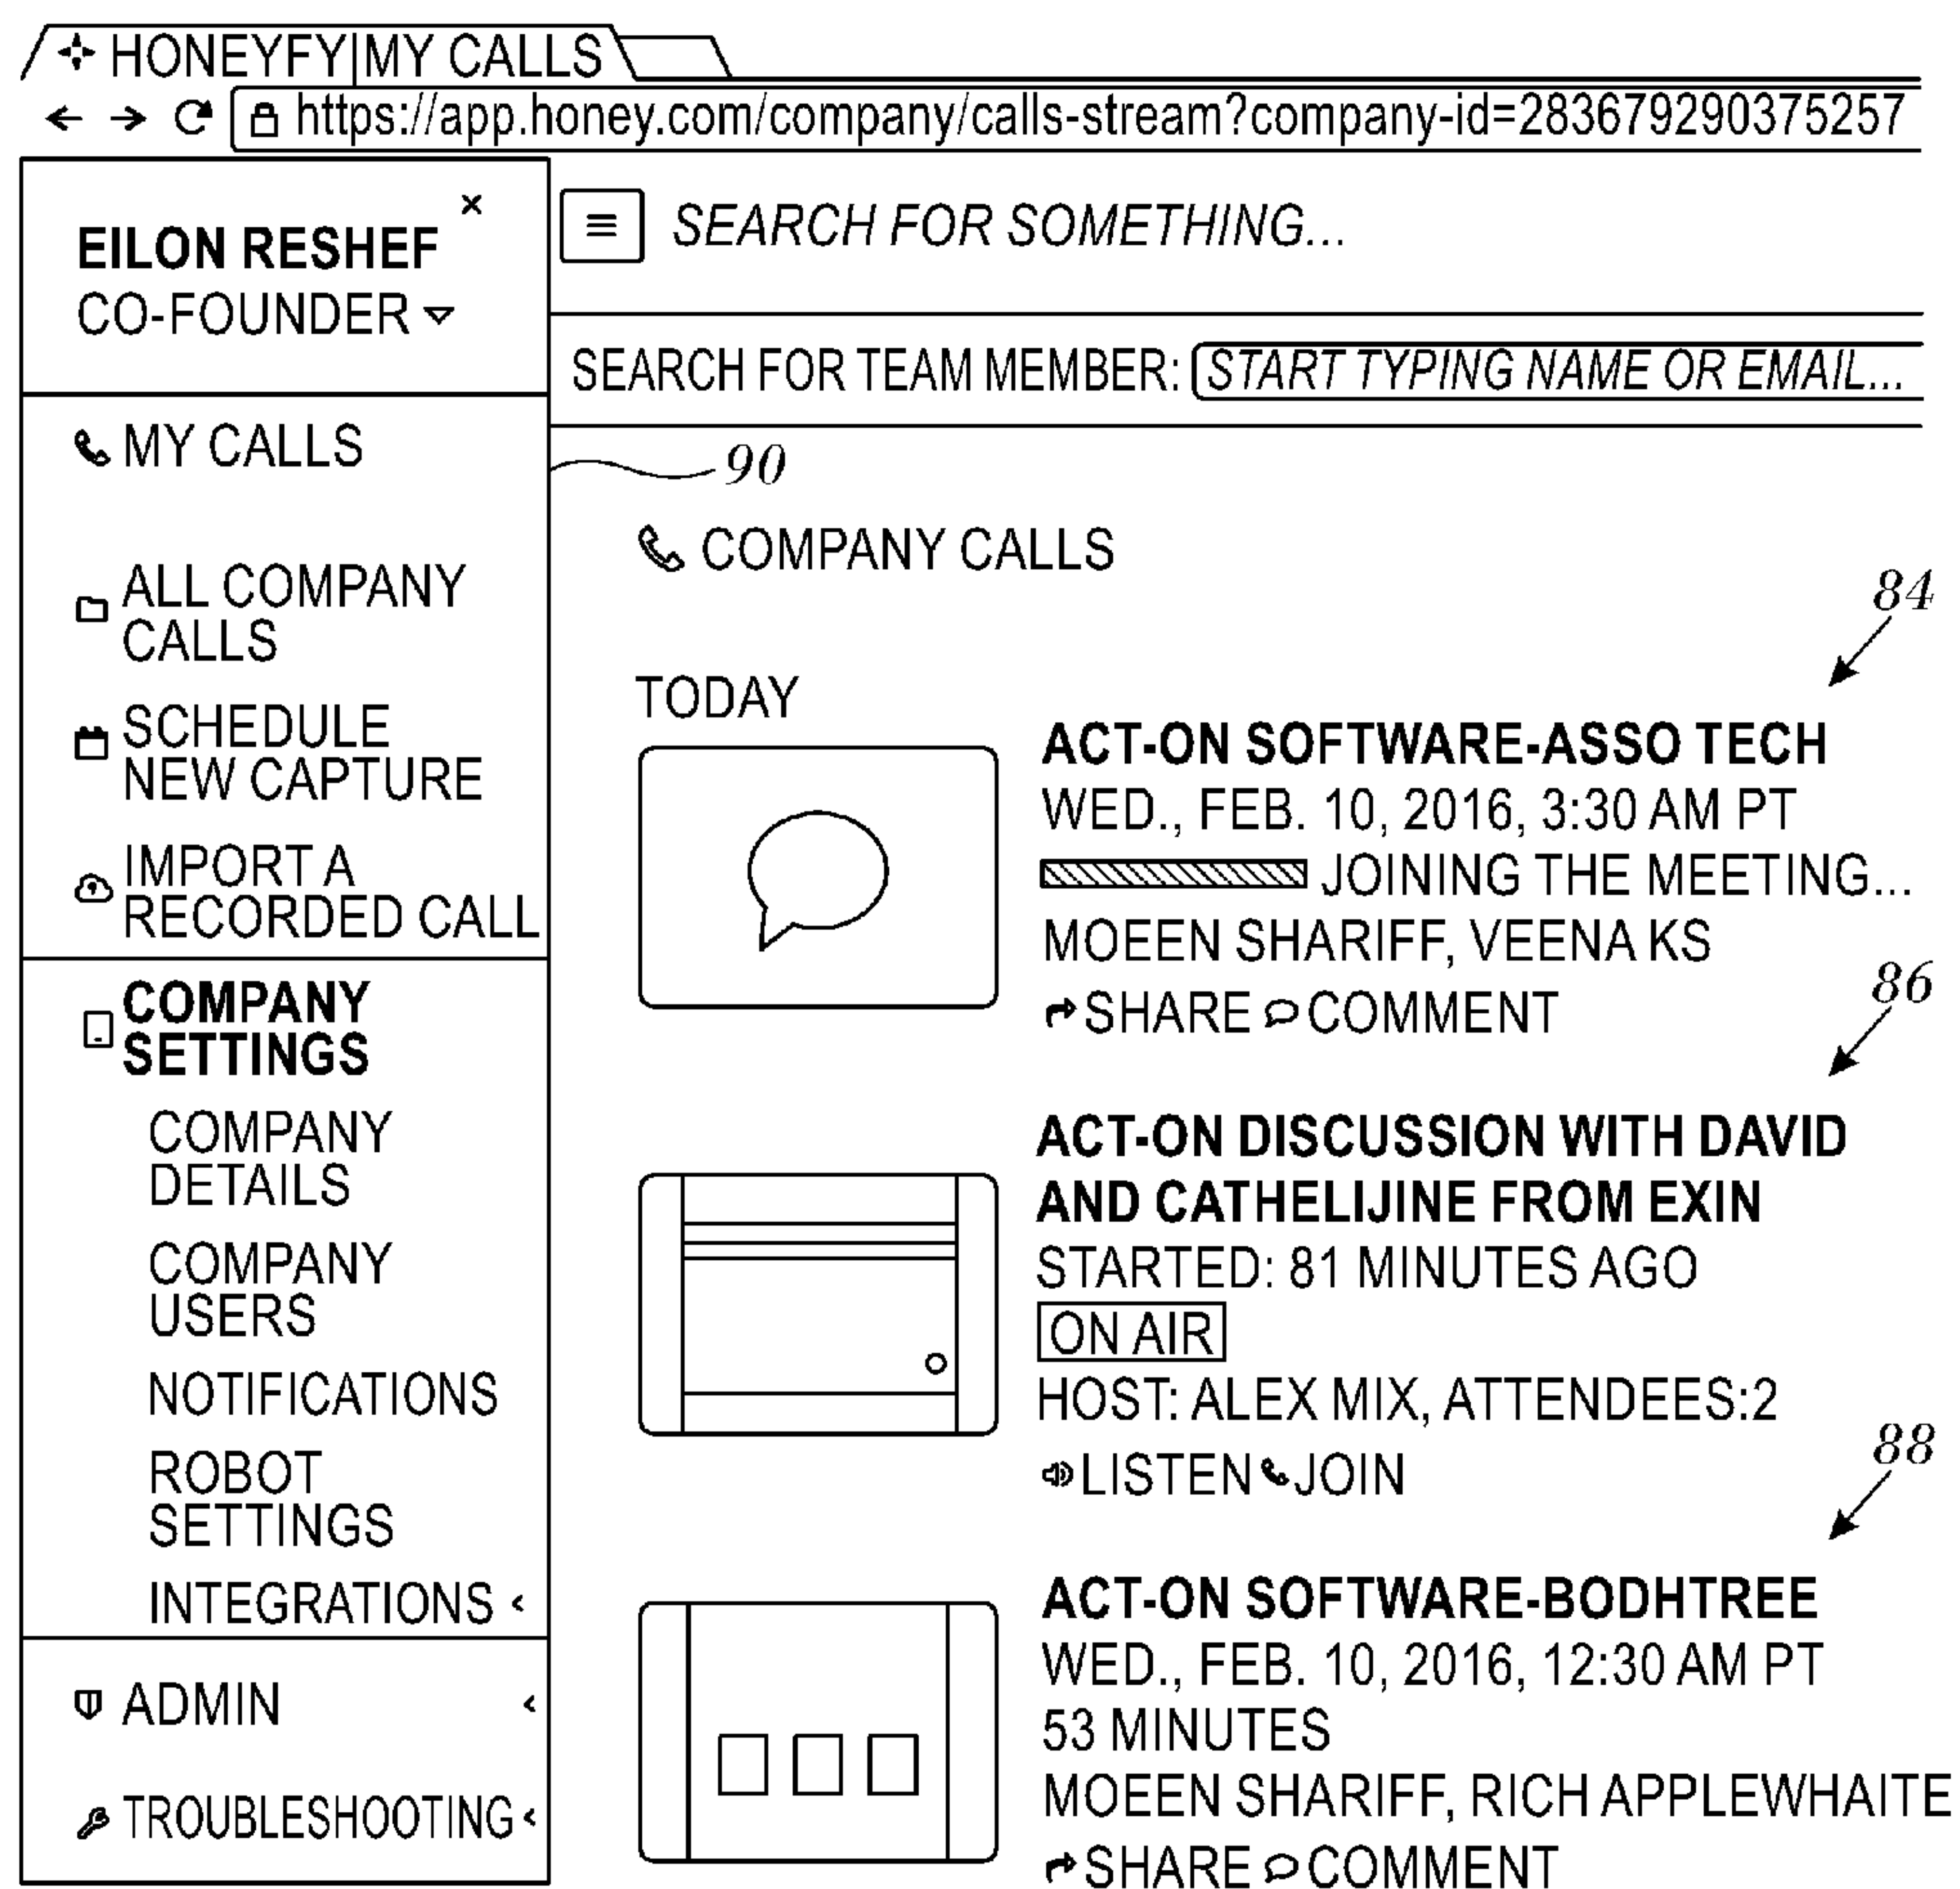 HONEYFY|MY CALLS
https://app.honey.com/company/calls-stream?company-id=283679290375257
EILON RESHEF
CO-FOUNDER
MY CALLS
ALL COMPANY
CALLS
SCHEDULE
NEW CAPTURE
IMPORT A
RECORDED CALL
COMPANY
SETTINGS
COMPANY
DETAILS
COMPANY
USERS
NOTIFICATIONS
ROBOT
SETTINGS
INTEGRATIONS <
ADMIN <
TROUBLESHOOTING <
SEARCH FOR SOMETHING...
SEARCH FOR TEAM MEMBER: START TYPING NAME OR EMAIL...
90
COMPANY CALLS
84
TODAY
ACT-ON SOFTWARE-ASSO TECH
WED., FEB. 10, 2016, 3:30 AM PT
JOINING THE MEETING...
MOEEN SHARIFF, VEENA KS
SHARE COMMENT
86
ACT-ON DISCUSSION WITH DAVID
AND CATHELIJINE FROM EXIN
STARTED: 81 MINUTES AGO
ON AIR
HOST: ALEX MIX, ATTENDEES:2
LISTEN JOIN
88
ACT-ON SOFTWARE-BODHTREE
WED., FEB. 10, 2016, 12:30 AM PT
53 MINUTES
MOEEN SHARIFF, RICH APPLEWHAITE
SHARE COMMENT